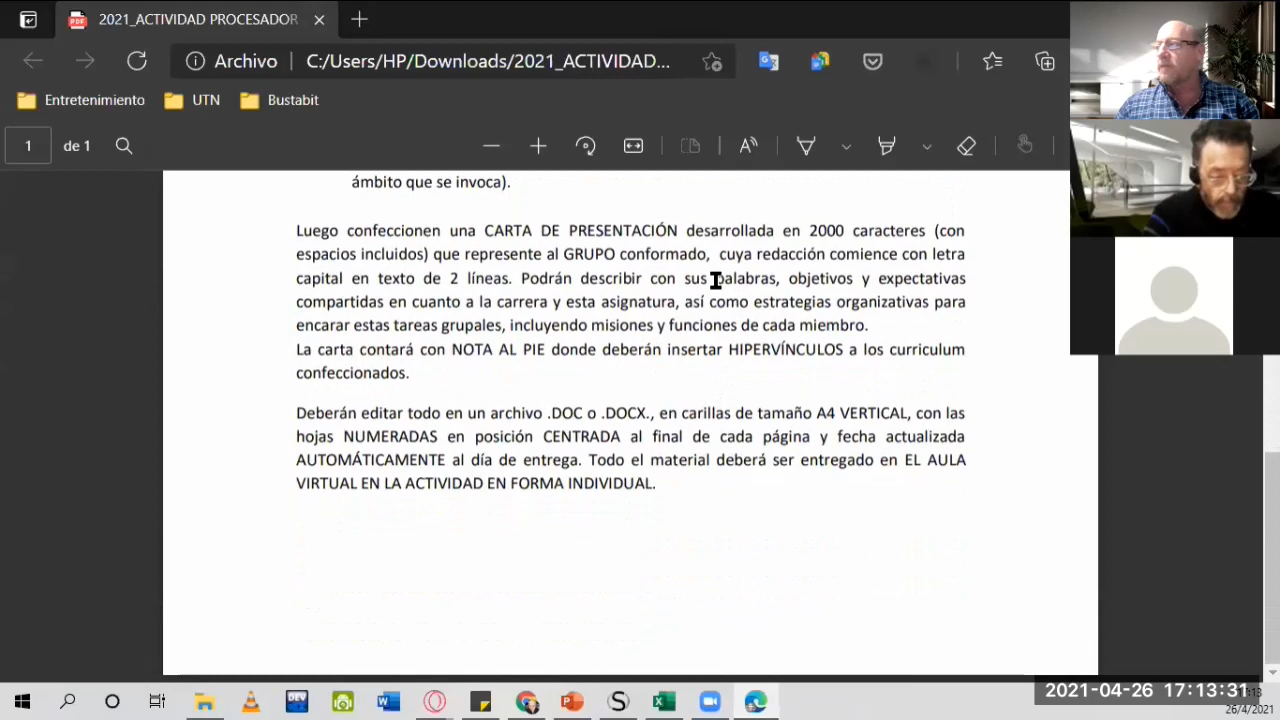 2021_ACTIVIDAD PROCESADOR
Archivo
C:/Users/HP/Downloads/2021_ACTIVIDAD...
Entretenimiento
UTN
Bustabit
1
de 1
ámbito que se invoca).
Luego confeccionen una CARTA DE PRESENTACIÓN desarrollada en 2000 caracteres (con
espacios incluidos) que represente al GRUPO conformado, cuya redacción comience con letra
capital en texto de 2 líneas. Podrán describir con sus palabras, objetivos y expectativas
compartidas en cuanto a la carrera y esta asignatura, así como estrategias organizativas para
encarar estas tareas grupales, incluyendo misiones y funciones de cada miembro.
La carta contará con NOTA AL PIE donde deberán insertar HIPERVÍNCULOS a los curriculum
confeccionados.
Deberán editar todo en un archivo .DOC o .DOCX., en carillas de tamaño A4 VERTICAL, con las
hojas NUMERADAS en posición CENTRADA al final de cada página y fecha actualizada
AUTOMÁTICAMENTE al día de entrega. Todo el material deberá ser entregado en EL AULA
VIRTUAL EN LA ACTIVIDAD EN FORMA INDIVIDUAL.
2021-04-26 17:13:31
26/4/2021